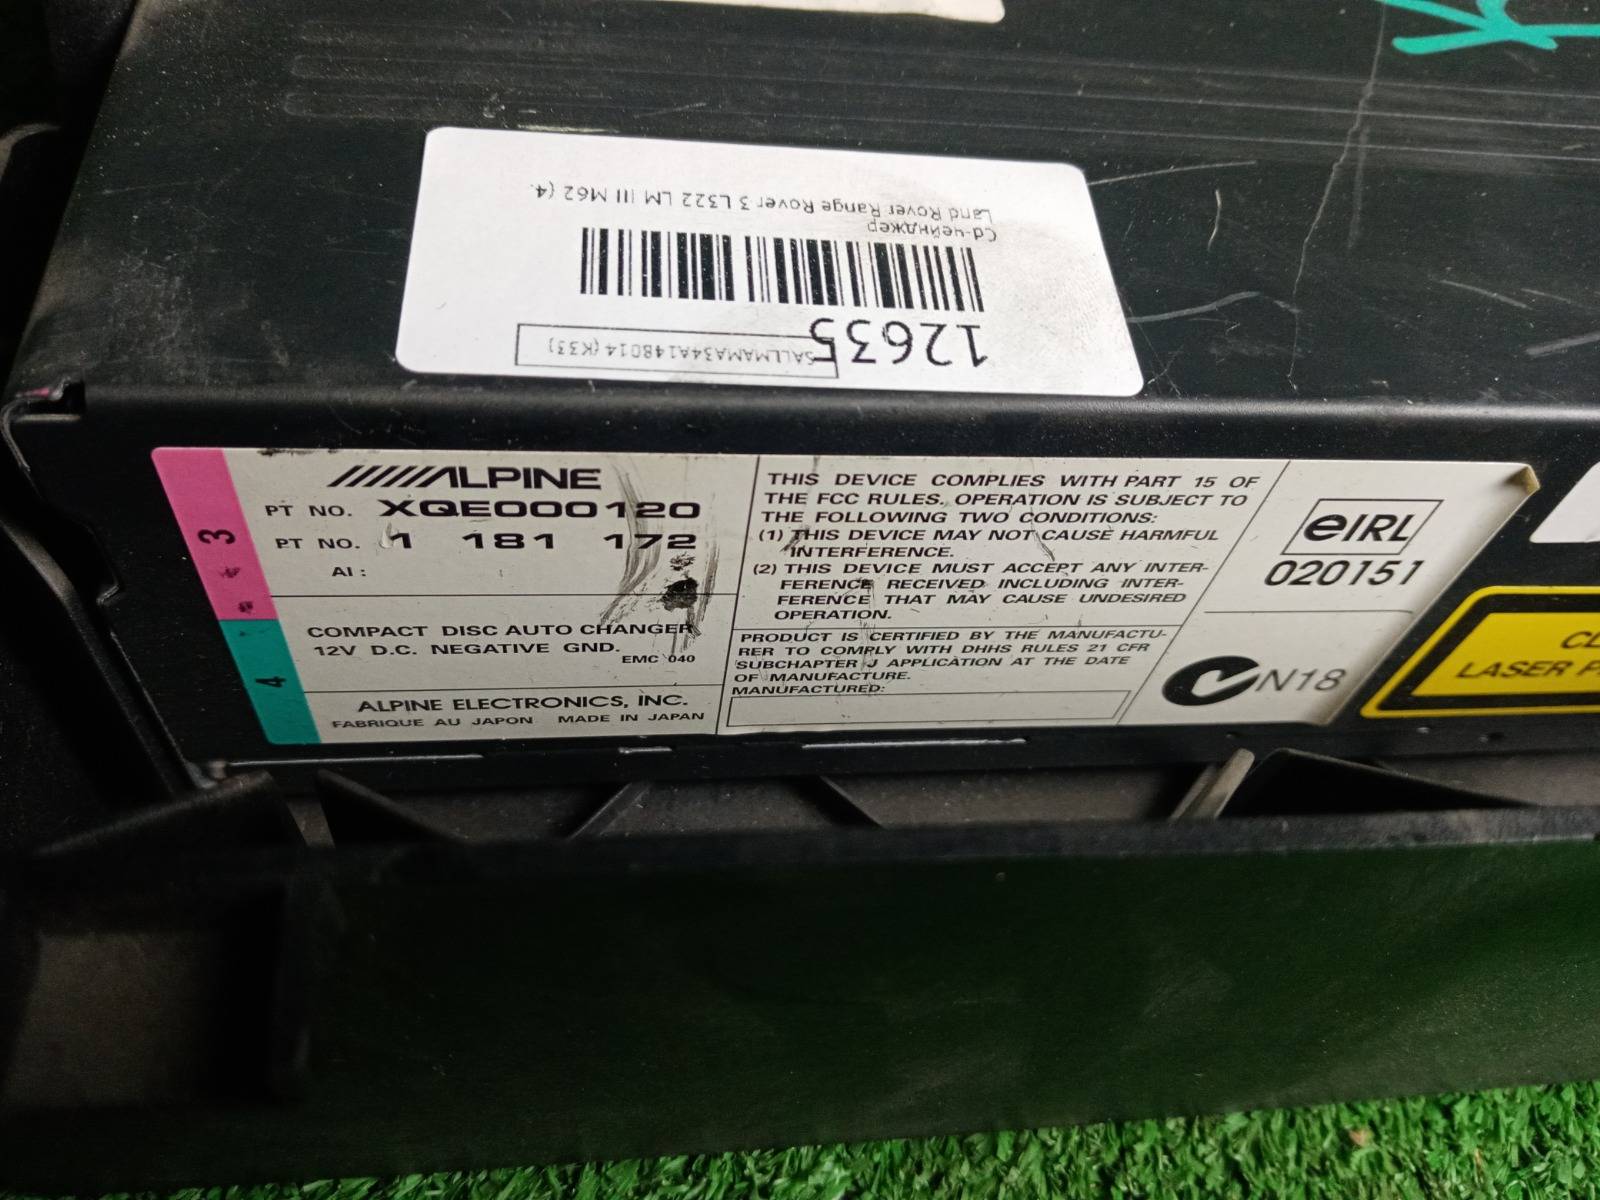 Land Rover Range Rover 3 L322 LM III M62 (4.
Cd-чейнджер
12635
SALLMAMA34A148014 (K33)
3
4
ALPINE
PT NO. XQE000120
PT NO. 1 181 172
AI :
COMPACT DISC AUTO CHANGER
12V D.C. NEGATIVE GND.
EMC 040
ALPINE ELECTRONICS, INC.
FABRIQUE AU JAPON MADE IN JAPAN
THIS DEVICE COMPLIES WITH PART 15 OF
THE FCC RULES. OPERATION IS SUBJECT TO
THE FOLLOWING TWO CONDITIONS:
(1) THIS DEVICE MAY NOT CAUSE HARMFUL
INTERFERENCE.
(2) THIS DEVICE MUST ACCEPT ANY INTER-
FERENCE RECEIVED INCLUDING INTER-
FERENCE THAT MAY CAUSE UNDESIRED
OPERATION.
PRODUCT IS CERTIFIED BY THE MANUFACTU-
RER TO COMPLY WITH DHHS RULES 21 CFR
SUBCHAPTER J APPLICATION AT THE DATE
OF MANUFACTURE.
MANUFACTURED:
eIRL
020151
N18
CL
LASER P